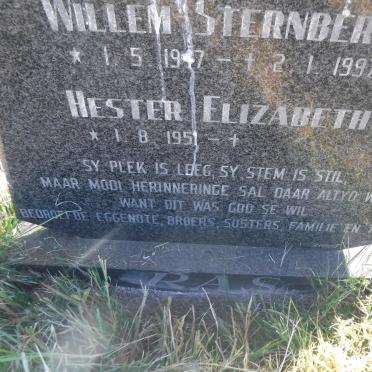 WILLEM STERNBER
* 1.5.19 7 - + 2.1.199
HESTER ELIZABETH
* 1.8.1951 - +
SY PLEK IS LEEG, SY STEM IS STIL
MAAR MOOI HERINNERINGE SAL DAAR ALTYD W
WANT DIT WAS GOD SE WIL
BEDROEFDE EGGENOTE, BROERS, SUSTERS, FAMILIE EN
RAS